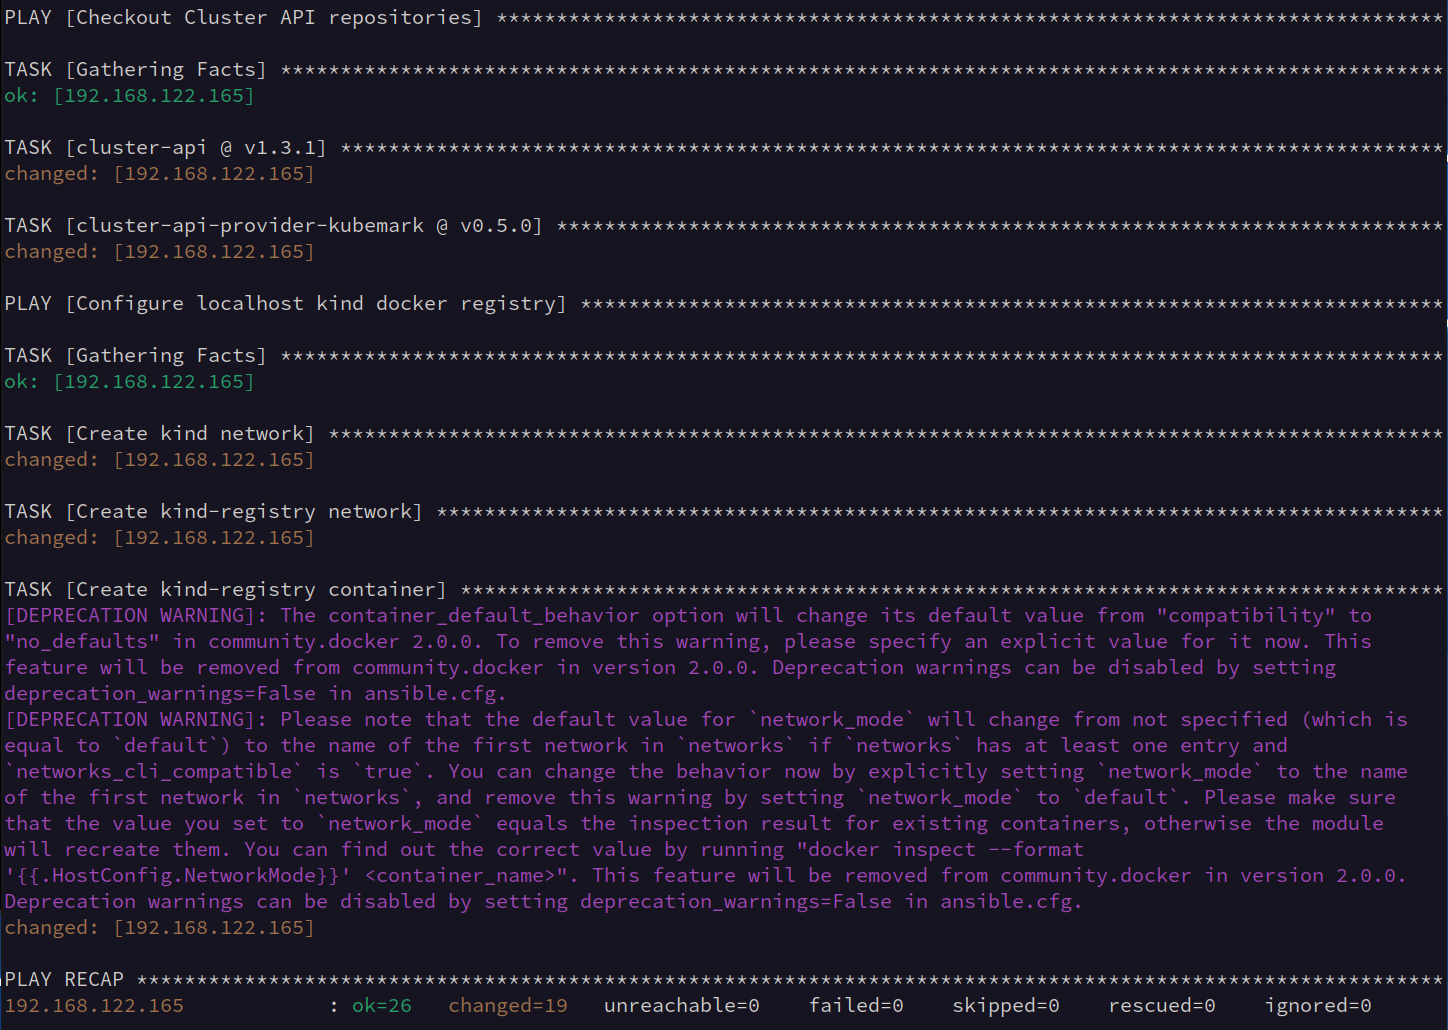 PLAY [Checkout Cluster API repositories] *******************************************************************************
TASK [Gathering Facts] *************************************************************************************************
ok: [192.168.122.165]
TASK [cluster-api @ v1.3.1] ********************************************************************************************
changed: [192.168.122.165]
TASK [cluster-api-provider-kubemark @ v0.5.0] **************************************************************************
changed: [192.168.122.165]
PLAY [Configure localhost kind docker registry] ************************************************************************
TASK [Gathering Facts] *************************************************************************************************
ok: [192.168.122.165]
TASK [Create kind network] *********************************************************************************************
changed: [192.168.122.165]
TASK [Create kind-registry network] ************************************************************************************
changed: [192.168.122.165]
TASK [Create kind-registry container] **********************************************************************************
[DEPRECATION WARNING]: The container_default_behavior option will change its default value from "compatibility" to
"no_defaults" in community.docker 2.0.0. To remove this warning, please specify an explicit value for it now. This
feature will be removed from community.docker in version 2.0.0. Deprecation warnings can be disabled by setting
deprecation_warnings=False in ansible.cfg.
[DEPRECATION WARNING]: Please note that the default value for `network_mode` will change from not specified (which is
equal to `default`) to the name of the first network in `networks` if `networks` has at least one entry and
`networks_cli_compatible` is `true`. You can change the behavior now by explicitly setting `network_mode` to the name
of the first network in `networks`, and remove this warning by setting `network_mode` to `default`. Please make sure
that the value you set to `network_mode` equals the inspection result for existing containers, otherwise the module
will recreate them. You can find out the correct value by running "docker inspect --format
'{{.HostConfig.NetworkMode}}' <container_name>". This feature will be removed from community.docker in version 2.0.0.
Deprecation warnings can be disabled by setting deprecation_warnings=False in ansible.cfg.
changed: [192.168.122.165]
PLAY RECAP *************************************************************************************************************
192.168.122.165            : ok=26   changed=19   unreachable=0    failed=0    skipped=0    rescued=0    ignored=0